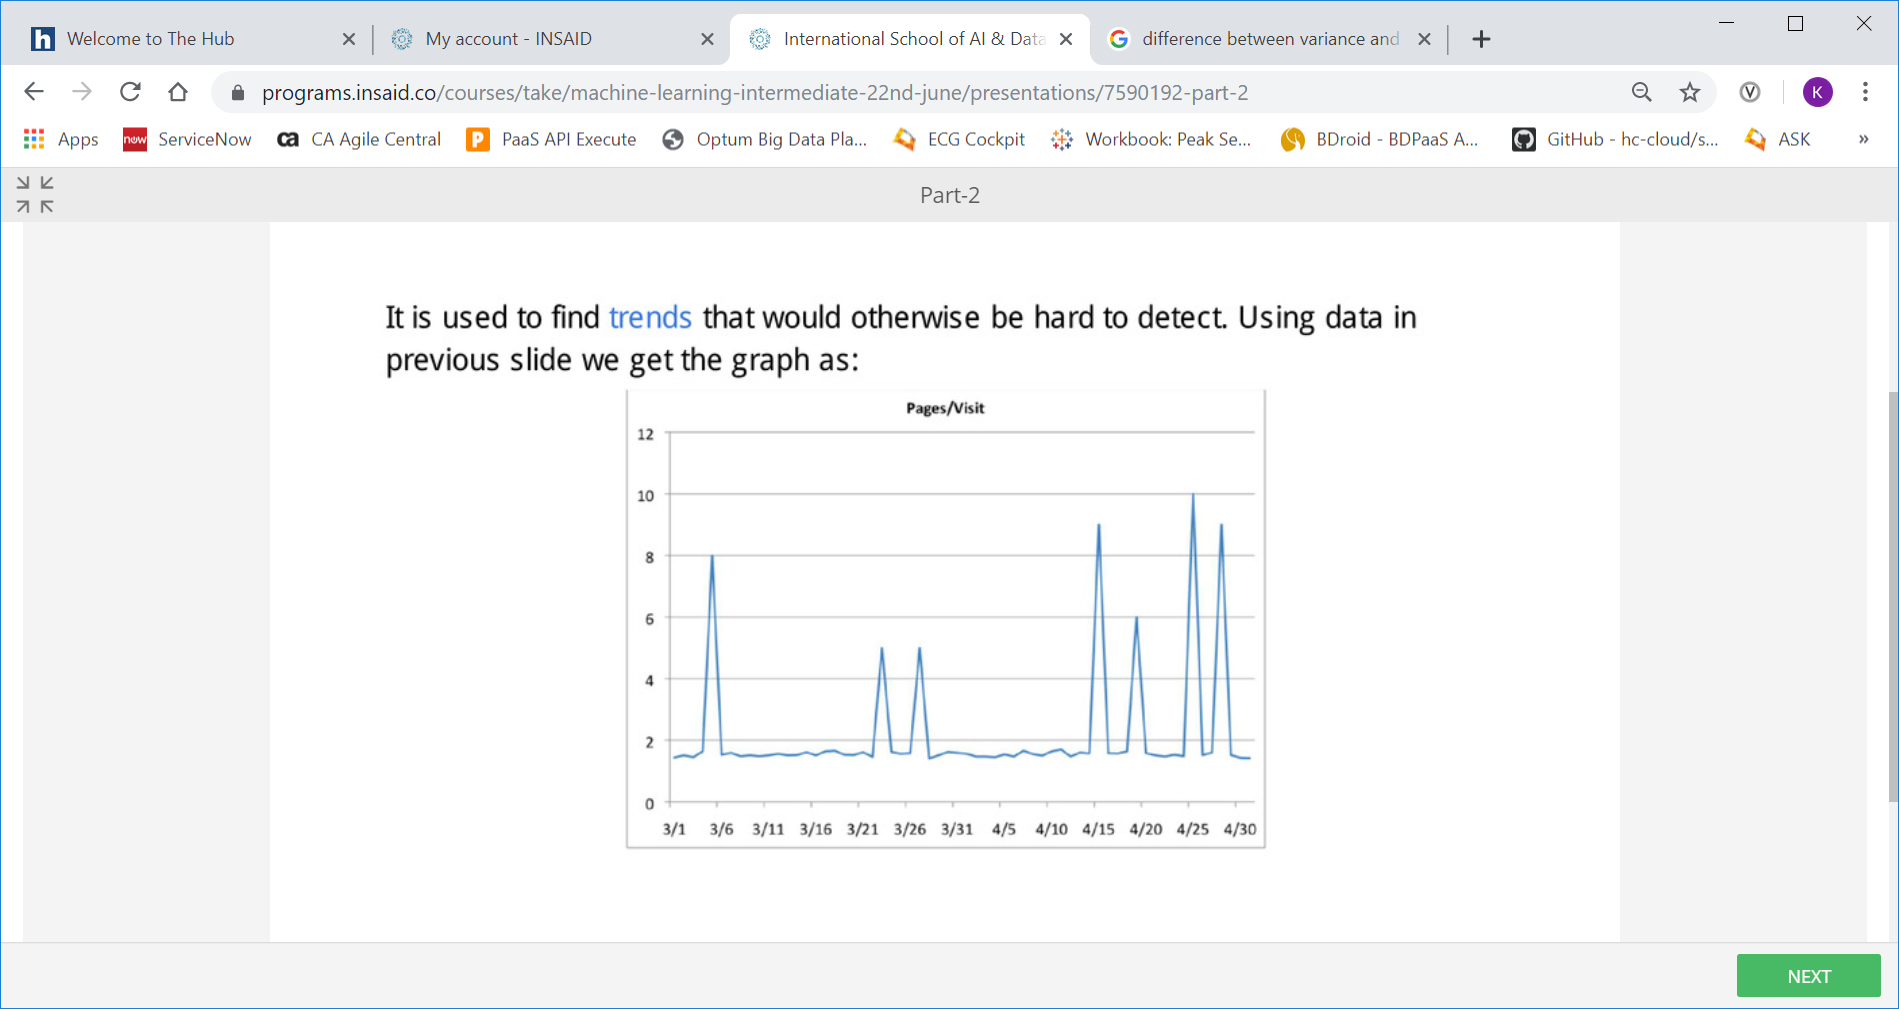 Welcome to The Hub
My account - INSAID
International School of AI & Data
difference between variance and
programs.insaid.co/courses/take/machine-learning-intermediate-22nd-june/presentations/7590192-part-2
K
Apps
now ServiceNow
ca CA Agile Central
P PaaS API Execute
Optum Big Data Pla...
ECG Cockpit
Workbook: Peak Se...
BDroid - BDPaaS A...
GitHub - hc-cloud/s...
ASK
»
Part-2
It is used to find trends that would otherwise be hard to detect. Using data in
previous slide we get the graph as:
Pages/Visit
12
10
8
6
4
2
0
3/1 3/6 3/11 3/16 3/21 3/26 3/31 4/5 4/10 4/15 4/20 4/25 4/30
NEXT